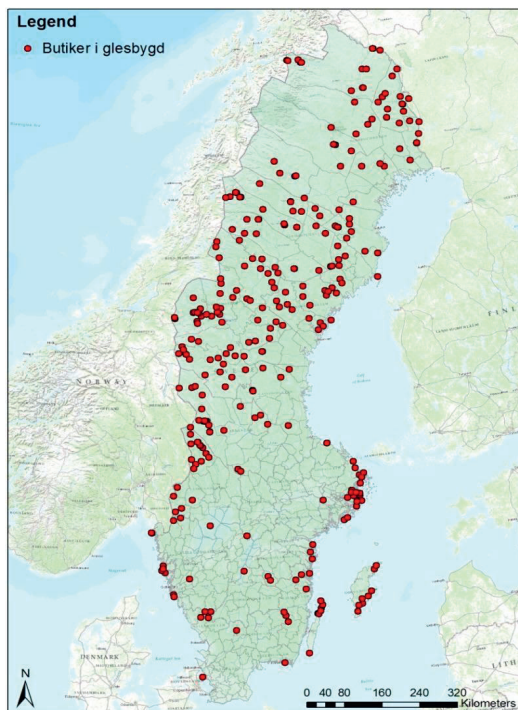 Legend
Butiker i glesbygd
NORWAY
DENMARK
N
0 40 80 160 240 320
Kilometers